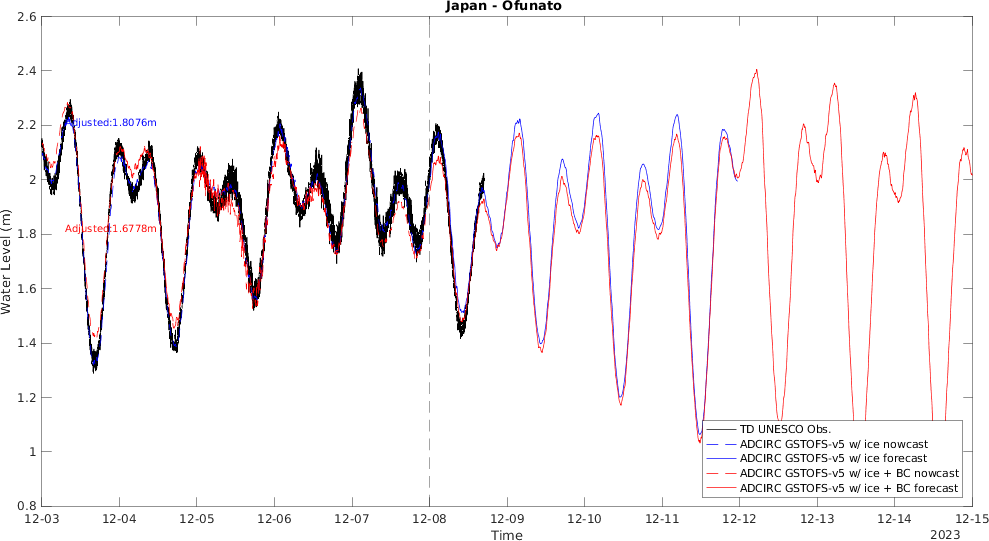 Japan - Ofunato
2.6
2.4
2.2
2
1.8
1.6
1.4
1.2
1
0.8
Water Level (m)
Adjusted:1.8076m
Adjusted:1.6778m
TD UNESCO Obs.
ADCIRC GSTOFS-v5 w/ ice nowcast
ADCIRC GSTOFS-v5 w/ ice forecast
ADCIRC GSTOFS-v5 w/ ice + BC nowcast
ADCIRC GSTOFS-v5 w/ ice + BC forecast
12-03 12-04 12-05 12-06 12-07 12-08 12-09 12-10 12-11 12-12 12-13 12-14 12-15
Time
2023